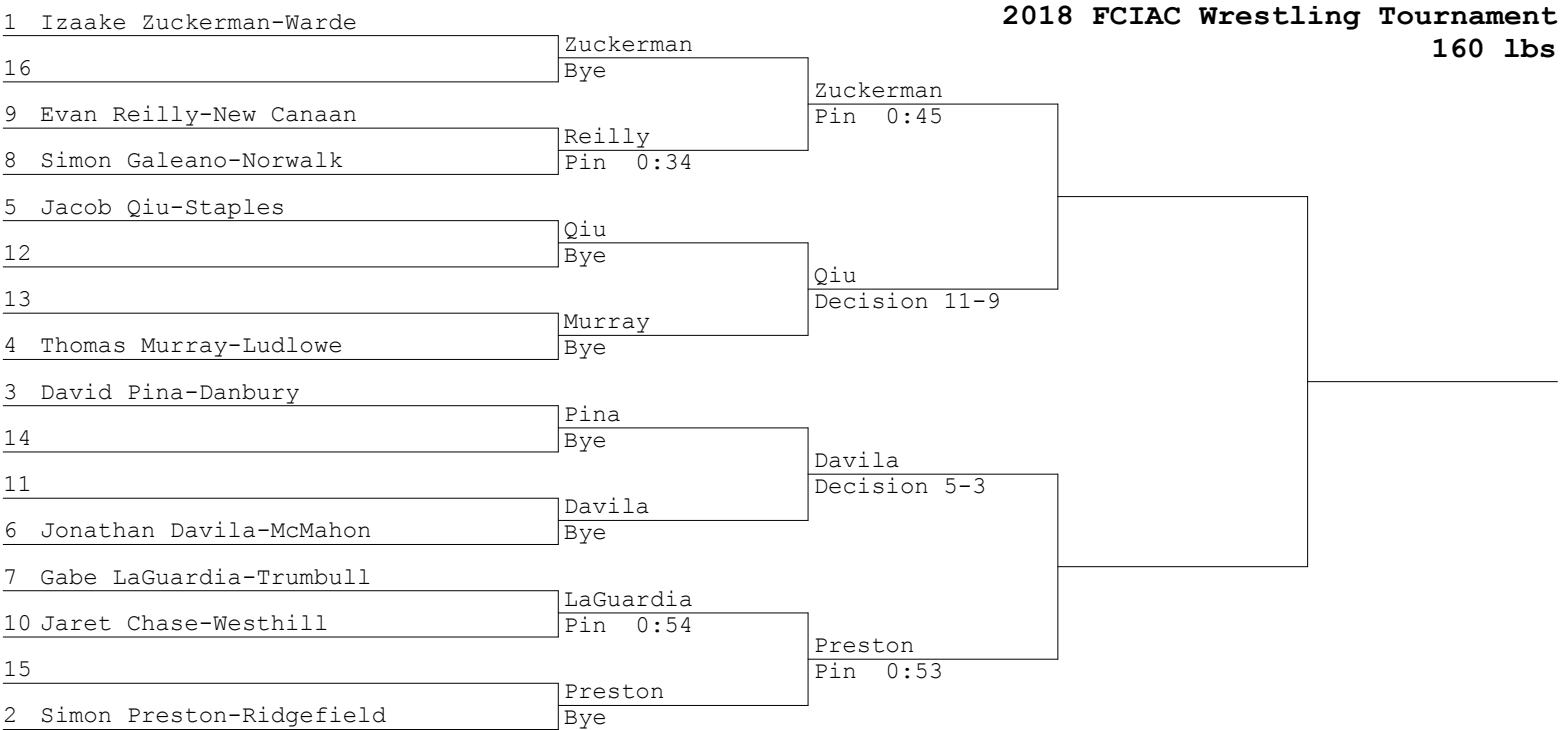 2018 FCIAC Wrestling Tournament
160 lbs
1 Izaake Zuckerman-Warde
16
9 Evan Reilly-New Canaan
8 Simon Galeano-Norwalk
5 Jacob Qiu-Staples
12
13
4 Thomas Murray-Ludlowe
3 David Pina-Danbury
14
11
6 Jonathan Davila-McMahon
7 Gabe LaGuardia-Trumbull
10 Jaret Chase-Westhill
15
2 Simon Preston-Ridgefield
Zuckerman
Bye
Reilly
Pin 0:34
Qiu
Bye
Murray
Bye
Pina
Bye
Davila
Bye
LaGuardia
Pin 0:54
Preston
Bye
Zuckerman
Pin 0:45
Qiu
Decision 11-9
Davila
Decision 5-3
Preston
Pin 0:53